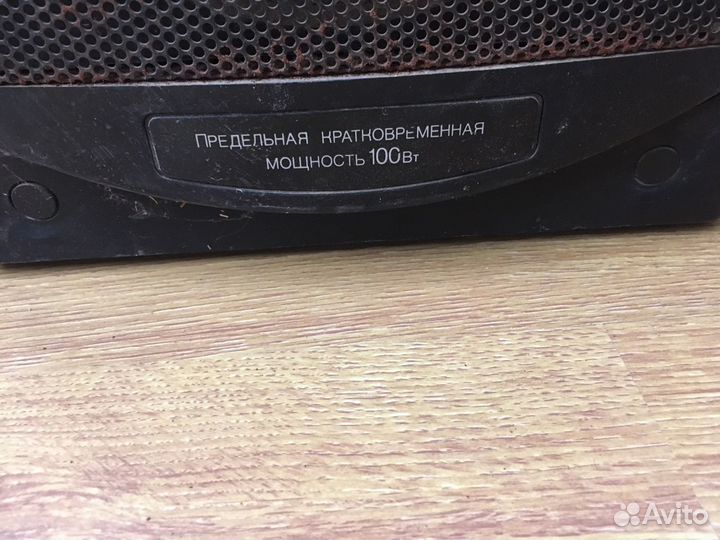 ПРЕДЕЛЬНАЯ КРАТКОВРЕМЕННАЯ
МОЩНОСТЬ 100Вт
Avito